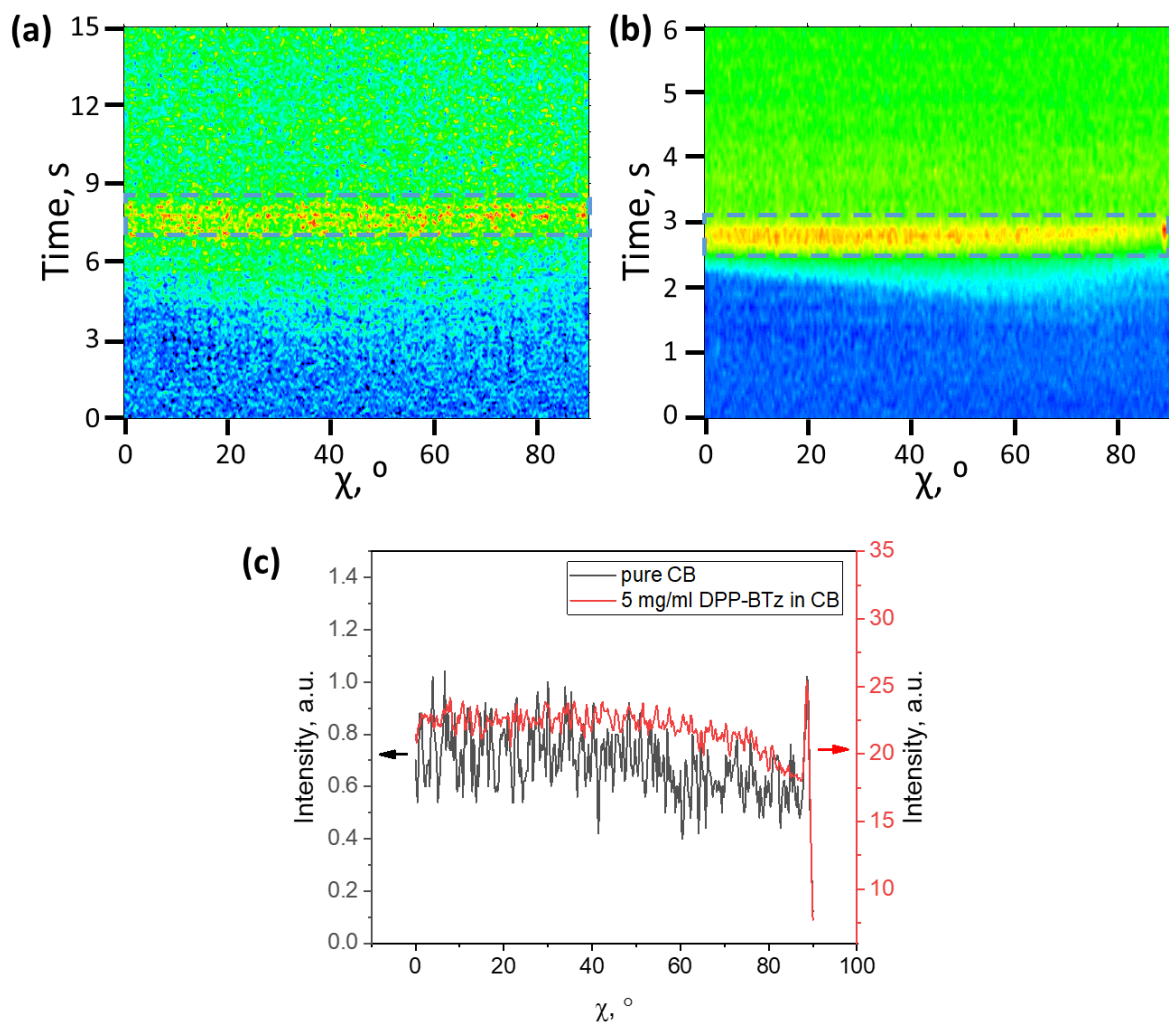 (a)
15
12
9
6
3
0
Time, s
0 20 40 60 80
χ, °
(b)
6
5
4
3
2
1
0
Time, s
0 20 40 60 80
χ, °
(c)
1.4
1.2
1.0
0.8
0.6
0.4
0.2
0.0
Intensity, a.u.
pure CB
5 mg/ml DPP-BTz in CB
35
30
25
20
15
10
Intensity, a.u.
0 20 40 60 80 100
χ, °